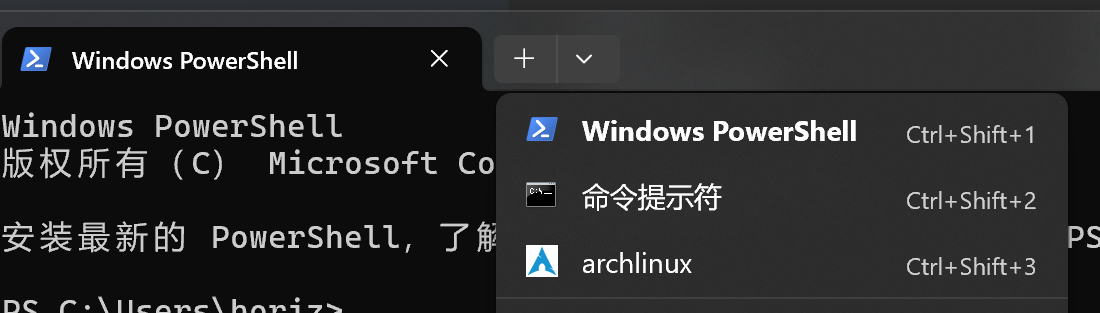 Windows PowerShell
Windows PowerShell
版权所有 (C) Microsoft Co
安装最新的 PowerShell, 了解
PS
PS C:\Users\horiz>
Windows PowerShell Ctrl+Shift+1
命令提示符 Ctrl+Shift+2
archlinux Ctrl+Shift+3